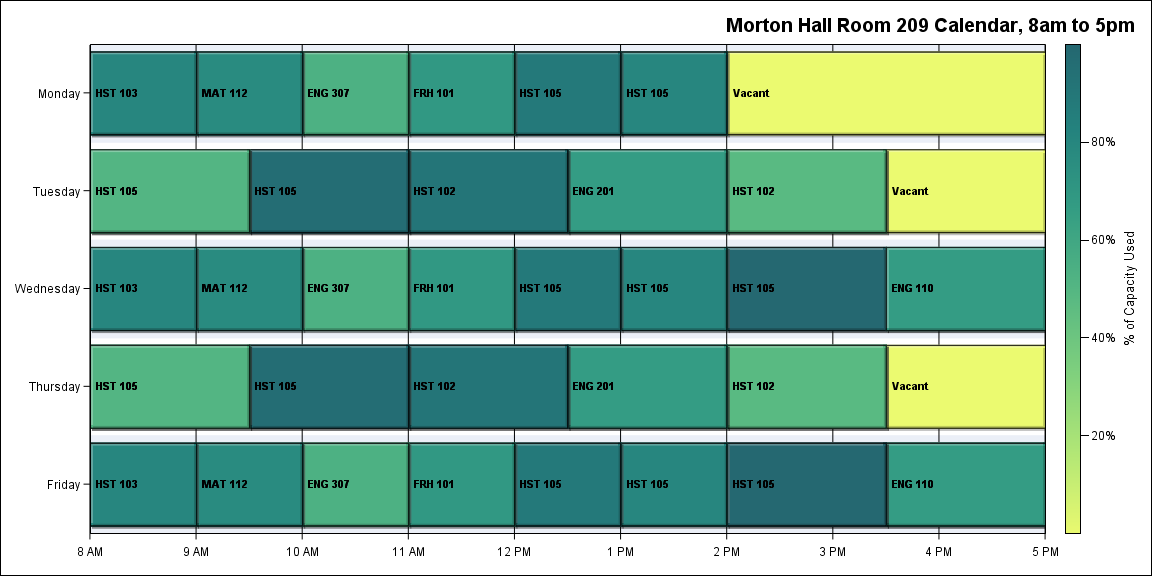 Morton Hall Room 209 Calendar, 8am to 5pm
Monday
HST 103
MAT 112
ENG 307
FRH 101
HST 105
HST 105
Vacant
Tuesday
HST 105
HST 105
HST 102
ENG 201
HST 102
Vacant
Wednesday
HST 103
MAT 112
ENG 307
FRH 101
HST 105
HST 105
HST 105
ENG 110
Thursday
HST 105
HST 105
HST 102
ENG 201
HST 102
Vacant
Friday
HST 103
MAT 112
ENG 307
FRH 101
HST 105
HST 105
HST 105
ENG 110
8 AM
9 AM
10 AM
11 AM
12 PM
1 PM
2 PM
3 PM
4 PM
5 PM
80%
60%
40%
20%
% of Capacity Used